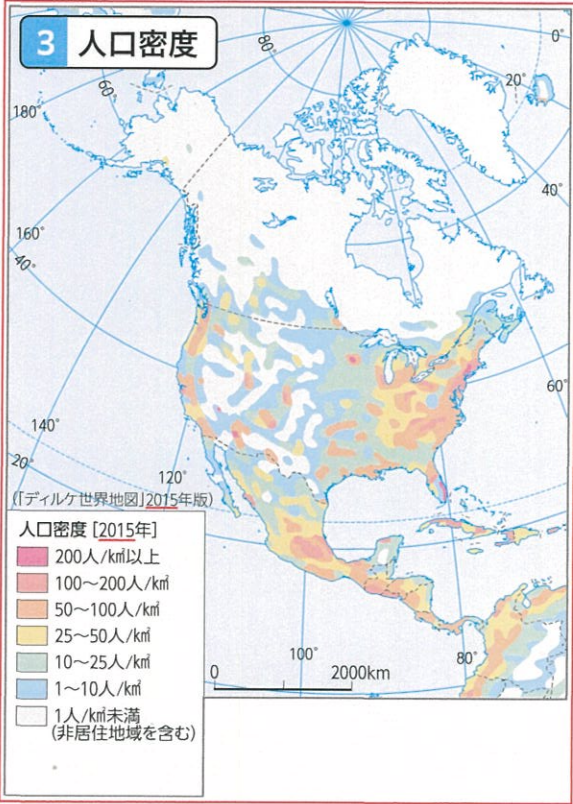 3 人口密度
80°
0°
20°
60°
180°
40°
160°
40°
60°
140°
20°
120°
(「ディルケ世界地図」2015年版)
人口密度 [2015年]
200人/km²以上
100〜200人/km²
50〜100人/km²
25〜50人/km²
10〜25人/km²
1〜10人/km²
1人/km²未満
(非居住地域を含む)
100°
80°
0 2000km